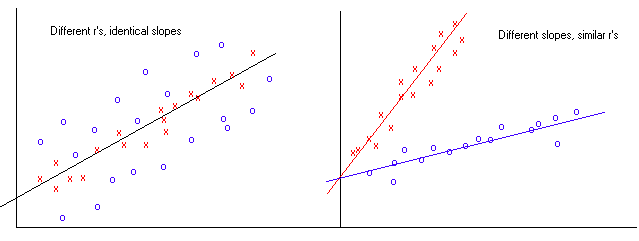 Different r's, identical slopes
Different slopes, similar r's